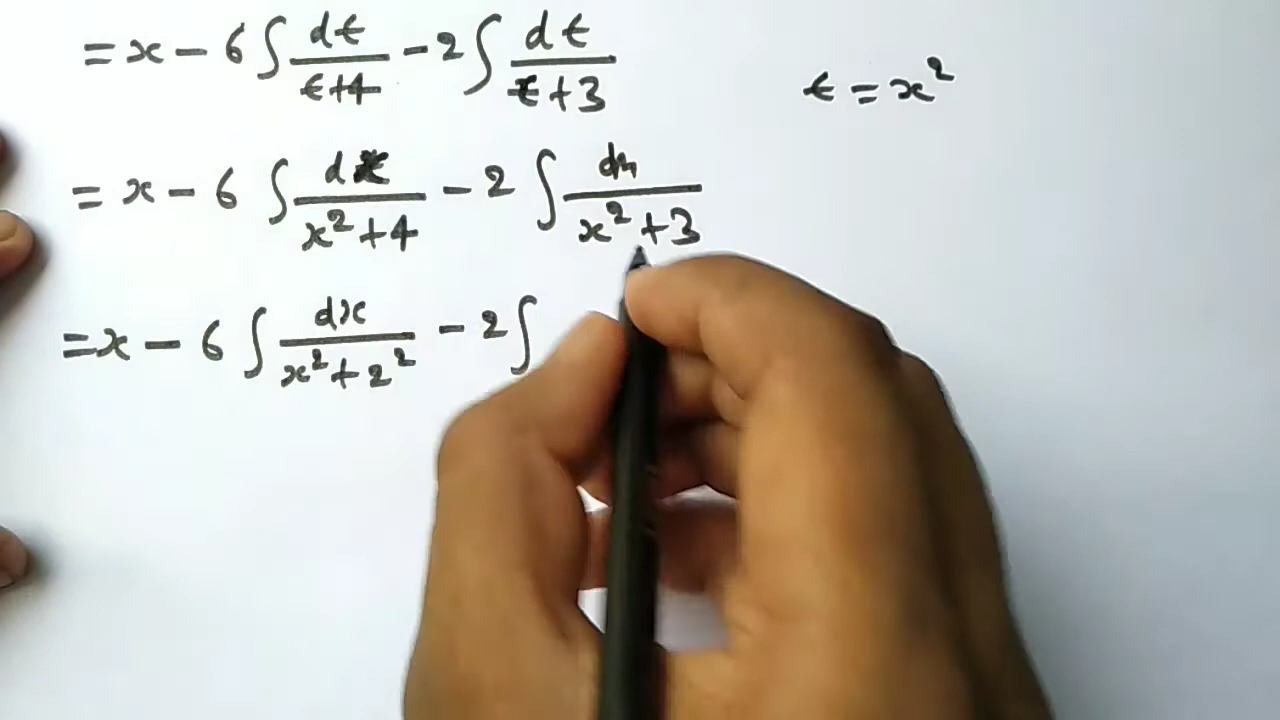 = x - 6 ∫ dt/(t+4) - 2 ∫ dt/(t+3)
t = x²
= x - 6 ∫ dx/(x²+4) - 2 ∫ dx/(x²+3)
= x - 6 ∫ dx/(x²+2²) - 2 ∫